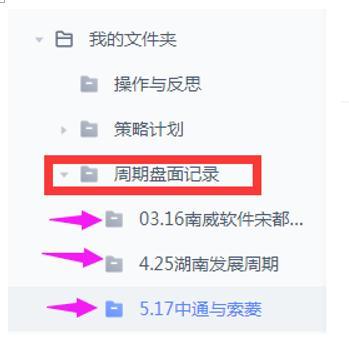 我的文件夹
操作与反思
策略计划
周期盘面记录
03.16南威软件宋都...
4.25湖南发展周期
5.17中通与索菱